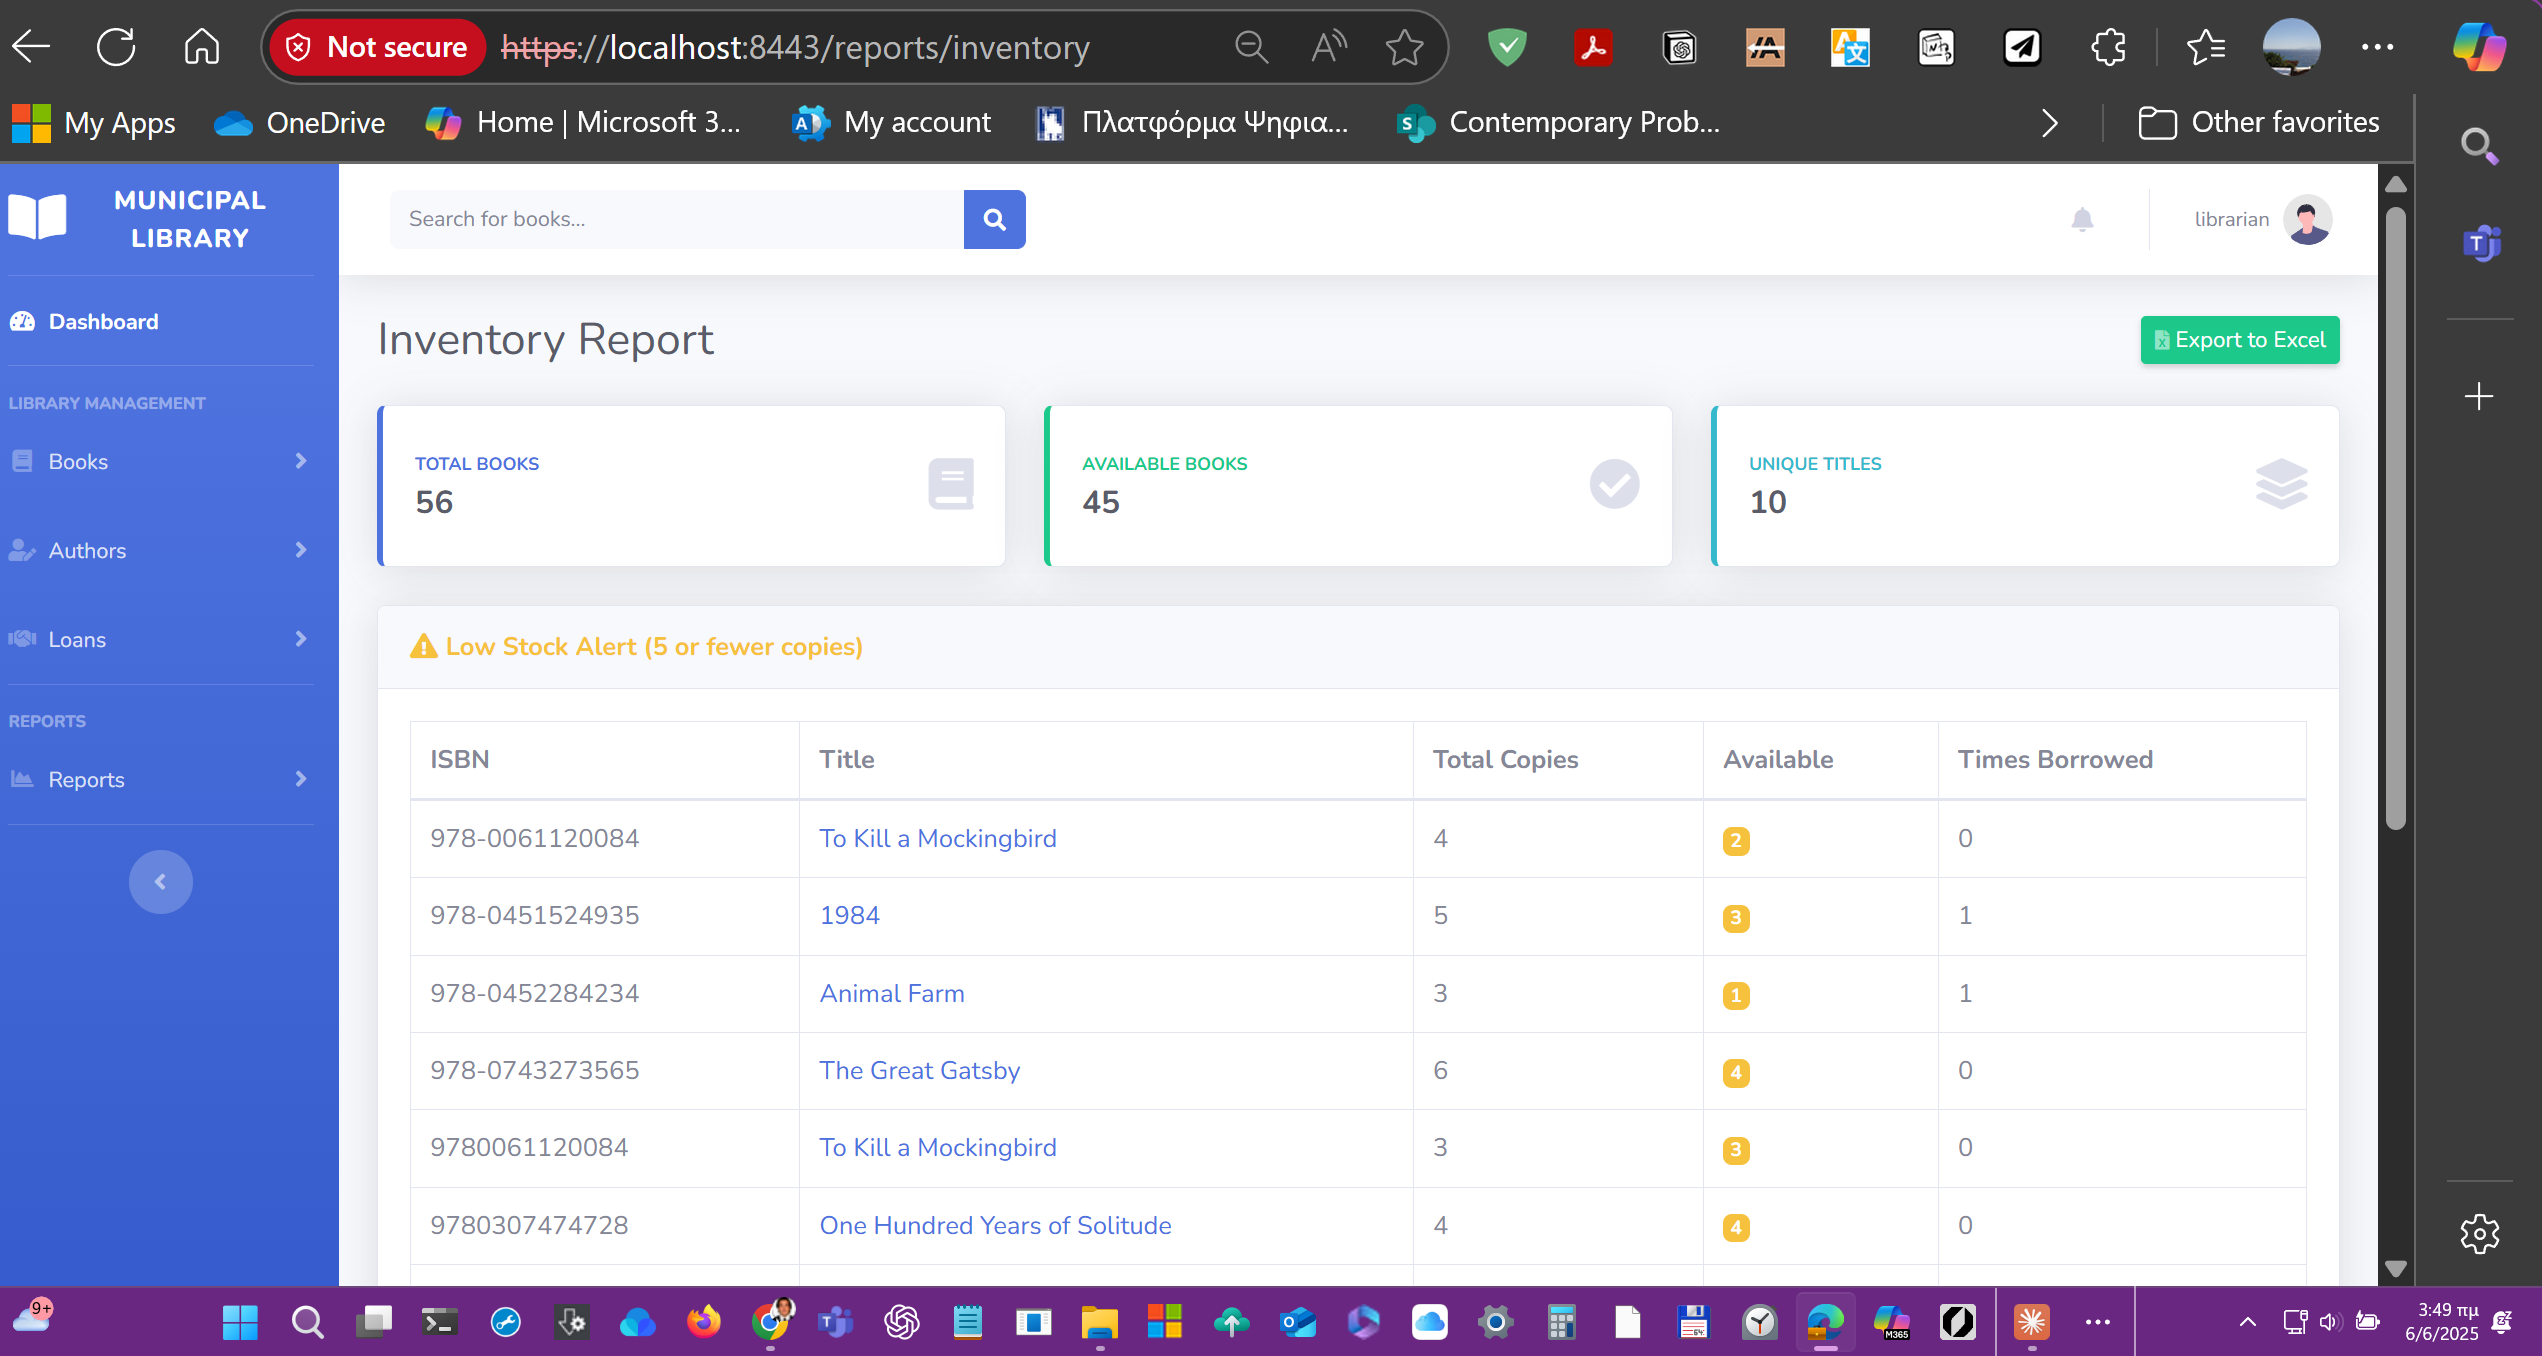 Not secure https://localhost:8443/reports/inventory
My Apps OneDrive Home | Microsoft 3... My account Πλατφόρμα Ψηφια... Contemporary Prob... Other favorites
MUNICIPAL
LIBRARY
Search for books...
librarian
Dashboard
LIBRARY MANAGEMENT
Books
Authors
Loans
REPORTS
Reports
Inventory Report
Export to Excel
TOTAL BOOKS
56
AVAILABLE BOOKS
45
UNIQUE TITLES
10
Low Stock Alert (5 or fewer copies)
ISBN Title Total Copies Available Times Borrowed
978-0061120084 To Kill a Mockingbird 4 2 0
978-0451524935 1984 5 3 1
978-0452284234 Animal Farm 3 1 1
978-0743273565 The Great Gatsby 6 4 0
9780061120084 To Kill a Mockingbird 3 3 0
9780307474728 One Hundred Years of Solitude 4 4 0
9+
M365
3:49 πμ
6/6/2025